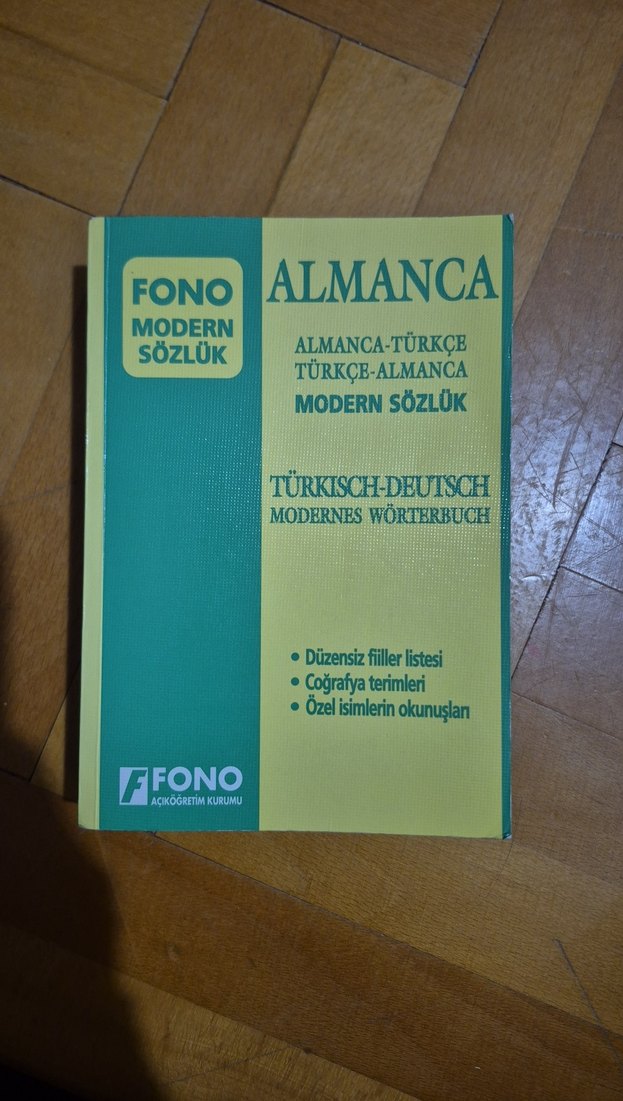 FONO
MODERN
SÖZLÜK
ALMANCA
ALMANCA-TÜRKÇE
TÜRKÇE-ALMANCA
MODERN SÖZLÜK
TÜRKISCH-DEUTSCH
MODERNES WÖRTERBUCH
• Düzensiz fiiller listesi
• Coğrafya terimleri
• Özel isimlerin okunuşları
F FONO
AÇIKÖĞRETİM KURUMU